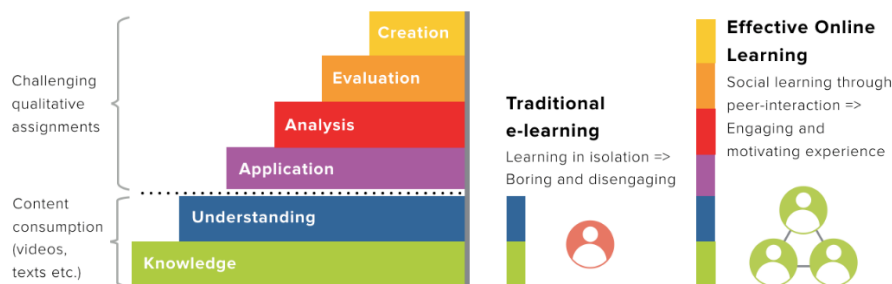 Creation
Evaluation
Analysis
Application
Understanding
Knowledge
Challenging
qualitative
assignments
Content
consumption
(videos,
texts etc.)
Traditional
e-learning
Learning in isolation =>
Boring and disengaging
Effective Online
Learning
Social learning through
peer-interaction =>
Engaging and
motivating experience